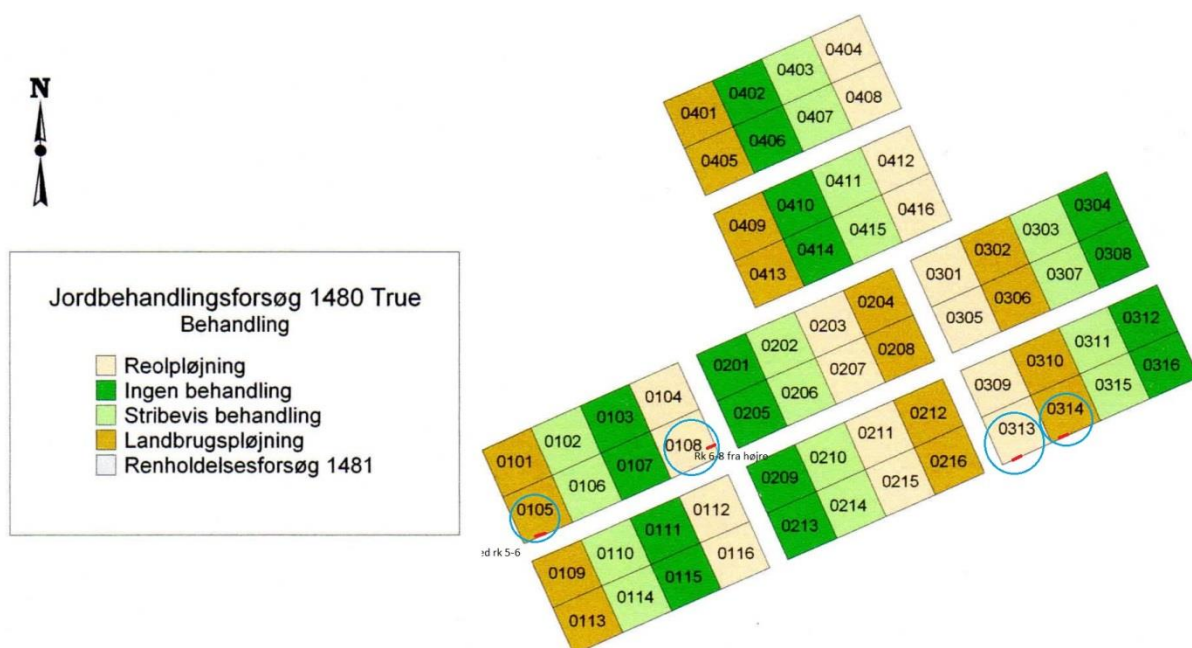 N
Jordbehandlingsforsøg 1480 True
Behandling
Reolpløjning
Ingen behandling
Stribevis behandling
Landbrugspløjning
Renholdelsesforsøg 1481
0401 0402 0403 0404
0405 0406 0407 0408
0409 0410 0411 0412
0413 0414 0415 0416
0301 0302 0303 0304
0305 0306 0307 0308
0309 0310 0311 0312
0313 0314 0315 0316
0201 0202 0203 0204
0205 0206 0207 0208
0209 0210 0211 0212
0213 0214 0215 0216
0101 0102 0103 0104
0105 0106 0107 0108
Rk 6-8 fra højre
ed rk 5-6
0109 0110 0111 0112
0113 0114 0115 0116